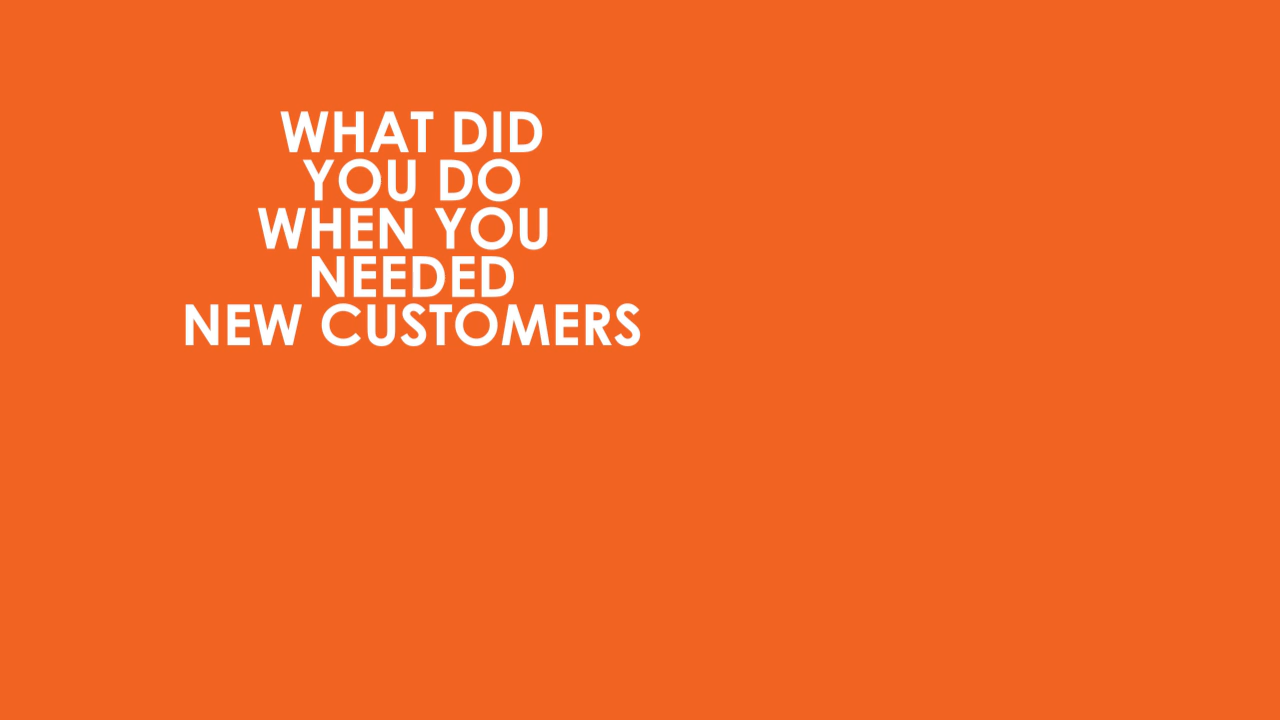 WHAT DID
YOU DO
WHEN YOU
NEEDED
NEW CUSTOMERS